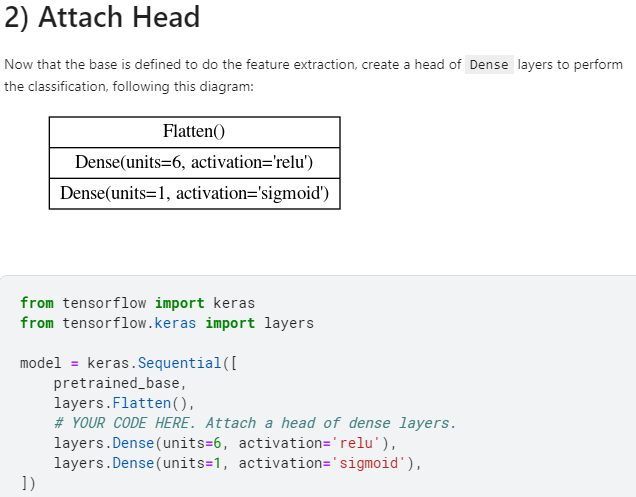 2) Attach Head
Now that the base is defined to do the feature extraction, create a head of Dense layers to perform
the classification, following this diagram:
Flatten()
Dense(units=6, activation='relu')
Dense(units=1, activation='sigmoid')
from tensorflow import keras
from tensorflow.keras import layers
model = keras.Sequential([
    pretrained_base,
    layers.Flatten(),
    # YOUR CODE HERE. Attach a head of dense layers.
    layers.Dense(units=6, activation='relu'),
    layers.Dense(units=1, activation='sigmoid'),
])